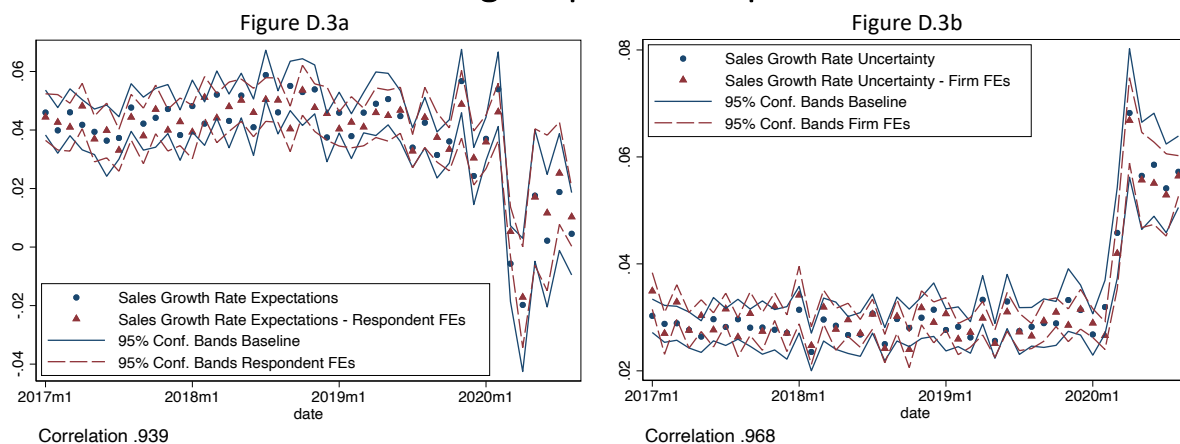 Figure D.3a
.06
.04
.02
0
-.02
-.04
Sales Growth Rate Expectations
Sales Growth Rate Expectations - Respondent FEs
95% Conf. Bands Baseline
95% Conf. Bands Respondent FEs
2017m1
2018m1
2019m1
2020m1
date
Correlation .939
Figure D.3b
.08
.06
.04
.02
Sales Growth Rate Uncertainty
Sales Growth Rate Uncertainty - Firm FEs
95% Conf. Bands Baseline
95% Conf. Bands Firm FEs
2017m1
2018m1
2019m1
2020m1
date
Correlation .968